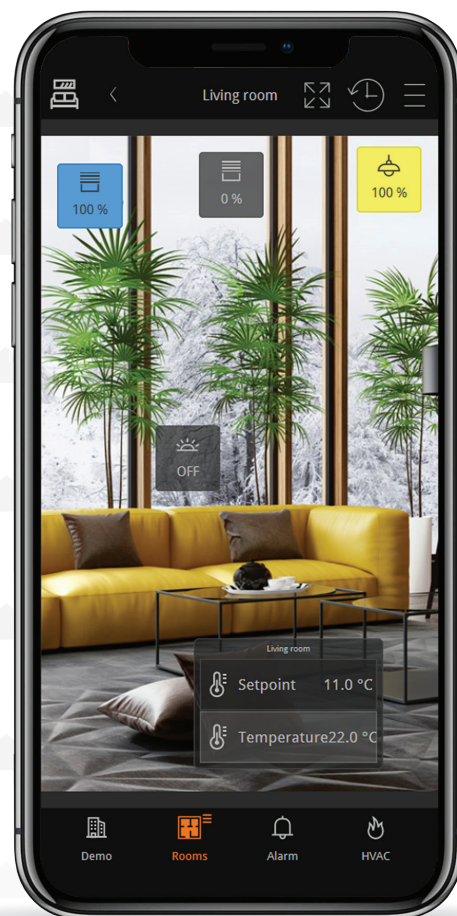 Living room
100 %
0 %
100 %
OFF
Living room
Setpoint 11.0 °C
Temperature22.0 °C
Demo
Rooms
Alarm
HVAC